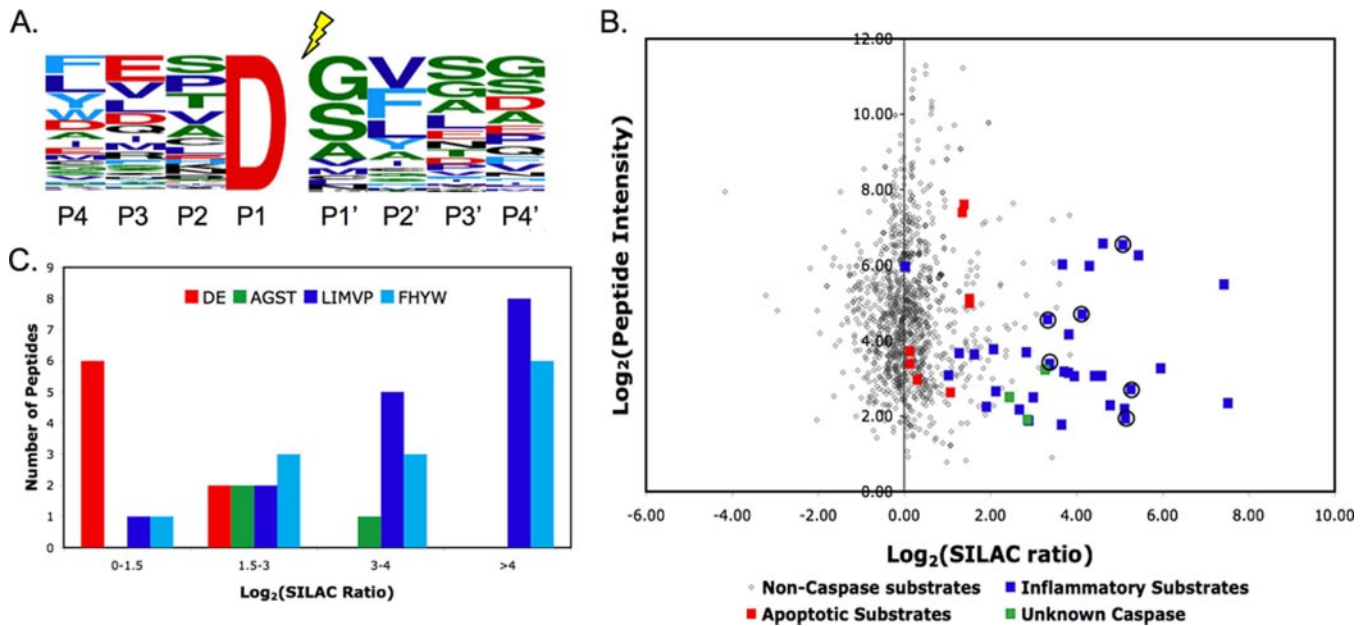 A.
F E S D G V S G
L V P S F G S
Y L T A L A D
W D V Y L A
D Q A
A
P4 P3 P2 P1 P1' P2' P3' P4'
B.
12.00
10.00
8.00
6.00
4.00
2.00
0.00
-6.00 -4.00 -2.00 0.00 2.00 4.00 6.00 8.00 10.00
Log2(Peptide Intensity)
Log2(SILAC ratio)
Non-Caspase substrates
Inflammatory Substrates
Apoptotic Substrates
Unknown Caspase
C.
9
8
7
6
5
4
3
2
1
0
Number of Peptides
DE AGST LIMVP FHYW
0-1.5 1.5-3 3-4 >4
Log2(SILAC Ratio)